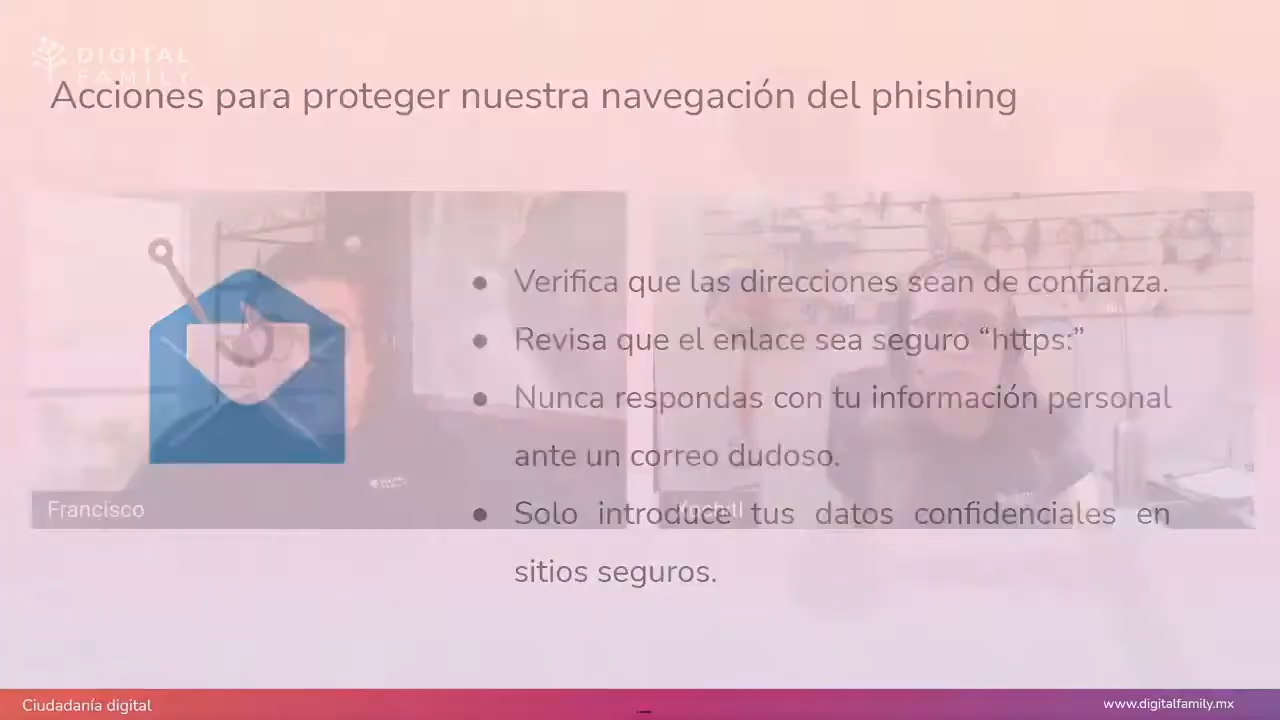 DIGITAL
FAMILY
Acciones para proteger nuestra navegación del phishing
● Verifica que las direcciones sean de confianza.
● Revisa que el enlace sea seguro “https:”
● Nunca respondas con tu información personal
ante un correo dudoso.
● Solo introduce tus datos confidenciales en
sitios seguros.
Francisco
Xochitl
Ciudadanía digital
www.digitalfamily.mx